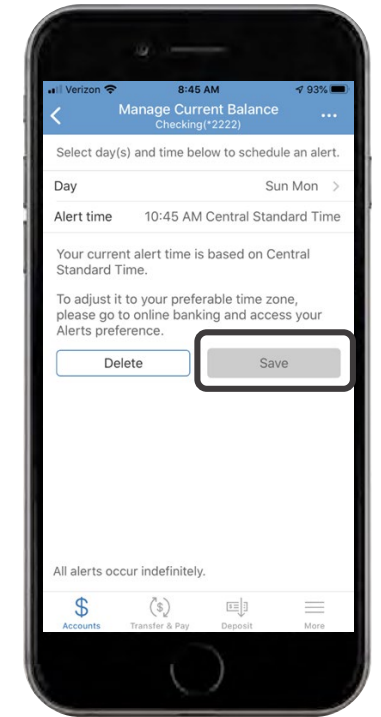 Verizon 8:45 AM 93%
Manage Current Balance
Checking(*2222)
Select day(s) and time below to schedule an alert.
Day Sun Mon
Alert time 10:45 AM Central Standard Time
Your current alert time is based on Central
Standard Time.
To adjust it to your preferable time zone,
please go to online banking and access your
Alerts preference.
Delete Save
All alerts occur indefinitely.
Accounts Transfer & Pay Deposit More